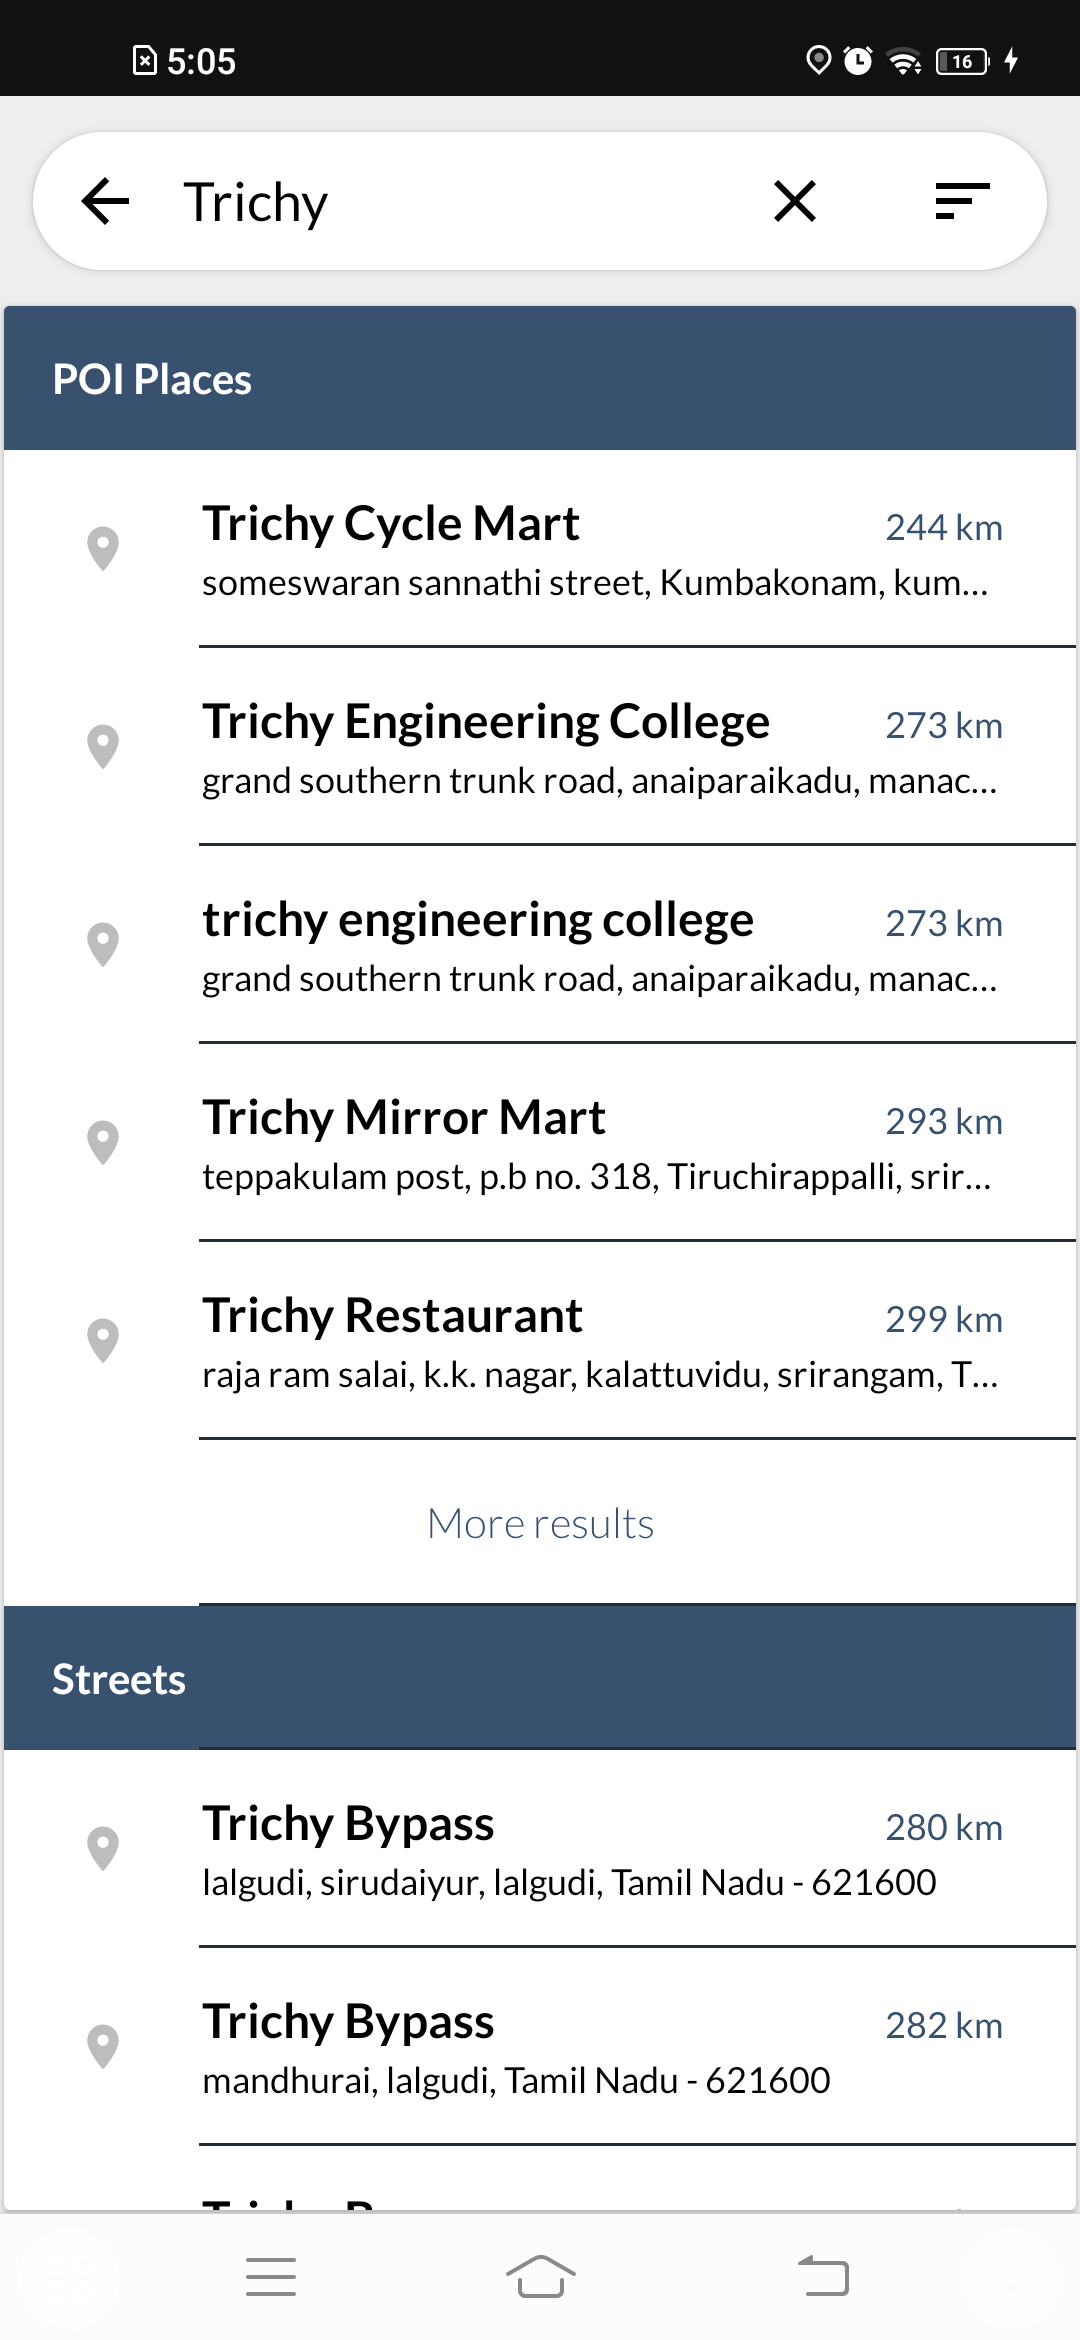 5:05
16
Trichy
POI Places
Trichy Cycle Mart
244 km
someswaran sannathi street, Kumbakonam, kum...
Trichy Engineering College
273 km
grand southern trunk road, anaiparaikadu, manac...
trichy engineering college
273 km
grand southern trunk road, anaiparaikadu, manac...
Trichy Mirror Mart
293 km
teppakulam post, p.b no. 318, Tiruchirappalli, srir...
Trichy Restaurant
299 km
raja ram salai, k.k. nagar, kalattuvidu, srirangam, T...
More results
Streets
Trichy Bypass
280 km
lalgudi, sirudaiyur, lalgudi, Tamil Nadu - 621600
Trichy Bypass
282 km
mandhurai, lalgudi, Tamil Nadu - 621600